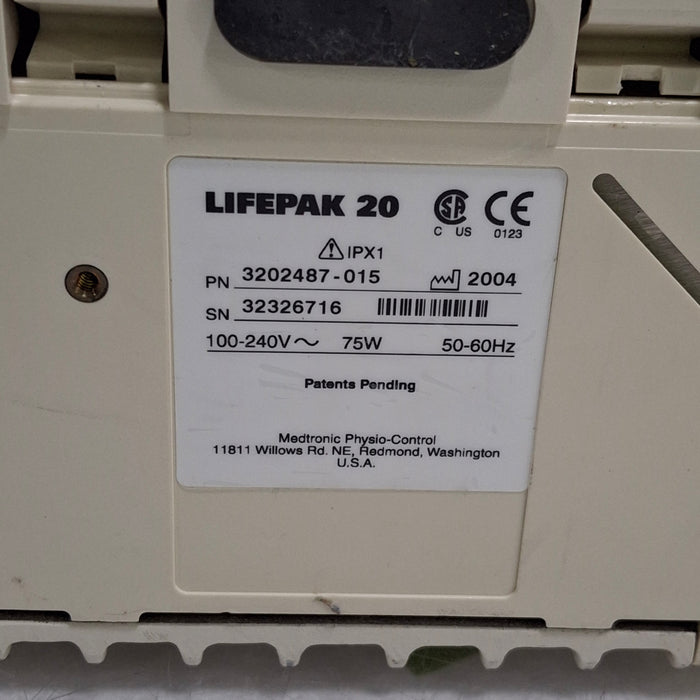 LIFEPAK 20
C US
CE
0123
IPX1
PN 3202487-015 2004
SN 32326716
100-240V~ 75W 50-60Hz
Patents Pending
Medtronic Physio-Control
11811 Willows Rd. NE, Redmond, Washington
U.S.A.